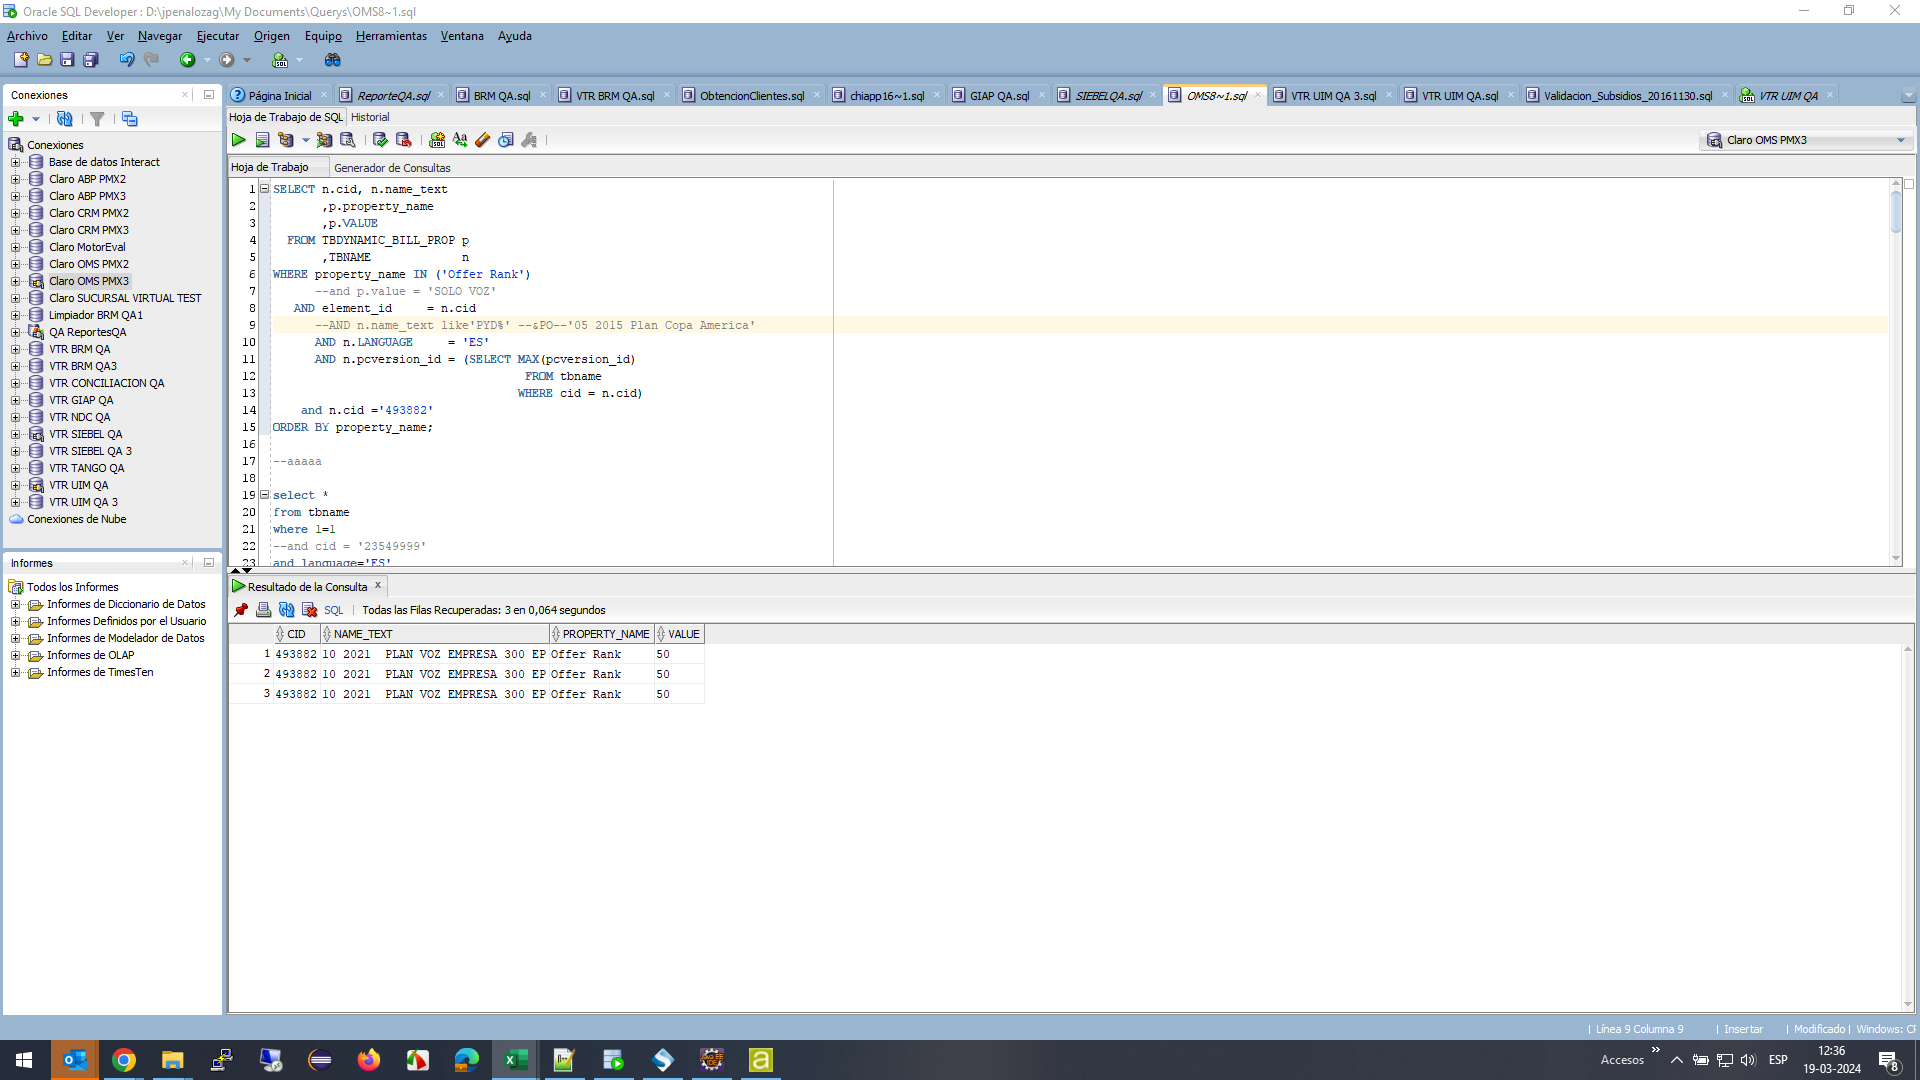 Oracle SQL Developer : D:\jpenalozag\My Documents\Querys\OMS8~1.sql
Archivo Editar Ver Navegar Ejecutar Origen Equipo Herramientas Ventana Ayuda
Conexiones
Página Inicial ReporteQA.sql BRM QA.sql VTR BRM QA.sql ObtencionClientes.sql chiapp16~1.sql GIAP QA.sql SIEBELQA.sql OMS8~1.sql VTR UIM QA 3.sql VTR UIM QA.sql Validacion_Subsidios_20161130.sql VTR UIM QA
Hoja de Trabajo de SQL Historial
Claro OMS PMX3
Hoja de Trabajo Generador de Consultas
Conexiones
Base de datos Interact
Claro ABP PMX2
Claro ABP PMX3
Claro CRM PMX2
Claro CRM PMX3
Claro MotorEval
Claro OMS PMX2
Claro OMS PMX3
Claro SUCURSAL VIRTUAL TEST
Limpiador BRM QA1
QA ReportesQA
VTR BRM QA
VTR BRM QA3
VTR CONCILIACION QA
VTR GIAP QA
VTR NDC QA
VTR SIEBEL QA
VTR SIEBEL QA 3
VTR TANGO QA
VTR UIM QA
VTR UIM QA 3
Conexiones de Nube
1 SELECT n.cid, n.name_text
2 ,p.property_name
3 ,p.VALUE
4 FROM TBDYNAMIC_BILL_PROP p
5 ,TBNAME n
6 WHERE property_name IN ('Offer Rank')
7 --and p.value = 'SOLO VOZ'
8 AND element_id = n.cid
9 --AND n.name_text like'PYD%' --&PO--'05 2015 Plan Copa America'
10 AND n.LANGUAGE = 'ES'
11 AND n.pcversion_id = (SELECT MAX(pcversion_id)
12 FROM tbname
13 WHERE cid = n.cid)
14 and n.cid ='493882'
15 ORDER BY property_name;
16
17 --aaaaa
18
19 select *
20 from tbname
21 where 1=1
22 --and cid = '23549999'
23 and language='ES'
Informes
Todos los Informes
Informes de Diccionario de Datos
Informes Definidos por el Usuario
Informes de Modelador de Datos
Informes de OLAP
Informes de TimesTen
Resultado de la Consulta
SQL Todas las Filas Recuperadas: 3 en 0,064 segundos
CID NAME_TEXT PROPERTY_NAME VALUE
1 493882 10 2021 PLAN VOZ EMPRESA 300 EP Offer Rank 50
2 493882 10 2021 PLAN VOZ EMPRESA 300 EP Offer Rank 50
3 493882 10 2021 PLAN VOZ EMPRESA 300 EP Offer Rank 50
Línea 9 Columna 9 Insertar Modificado Windows: CF
Accesos » ESP 12:36
19-03-2024
8